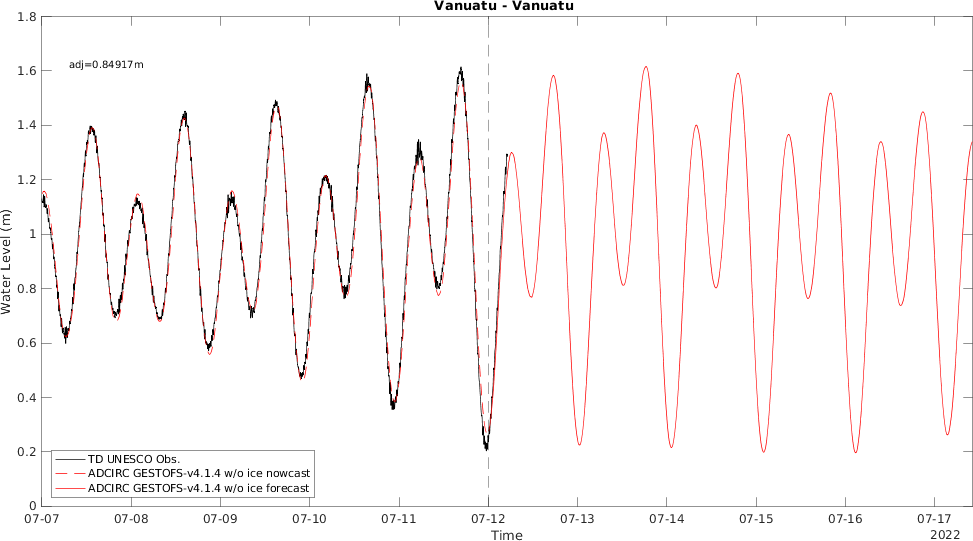 Vanuatu - Vanuatu
1.8
1.6
1.4
1.2
1
0.8
0.6
0.4
0.2
0
Water Level (m)
adj=0.84917m
TD UNESCO Obs.
ADCIRC GESTOFS-v4.1.4 w/o ice nowcast
ADCIRC GESTOFS-v4.1.4 w/o ice forecast
07-07 07-08 07-09 07-10 07-11 07-12 07-13 07-14 07-15 07-16 07-17
Time
2022